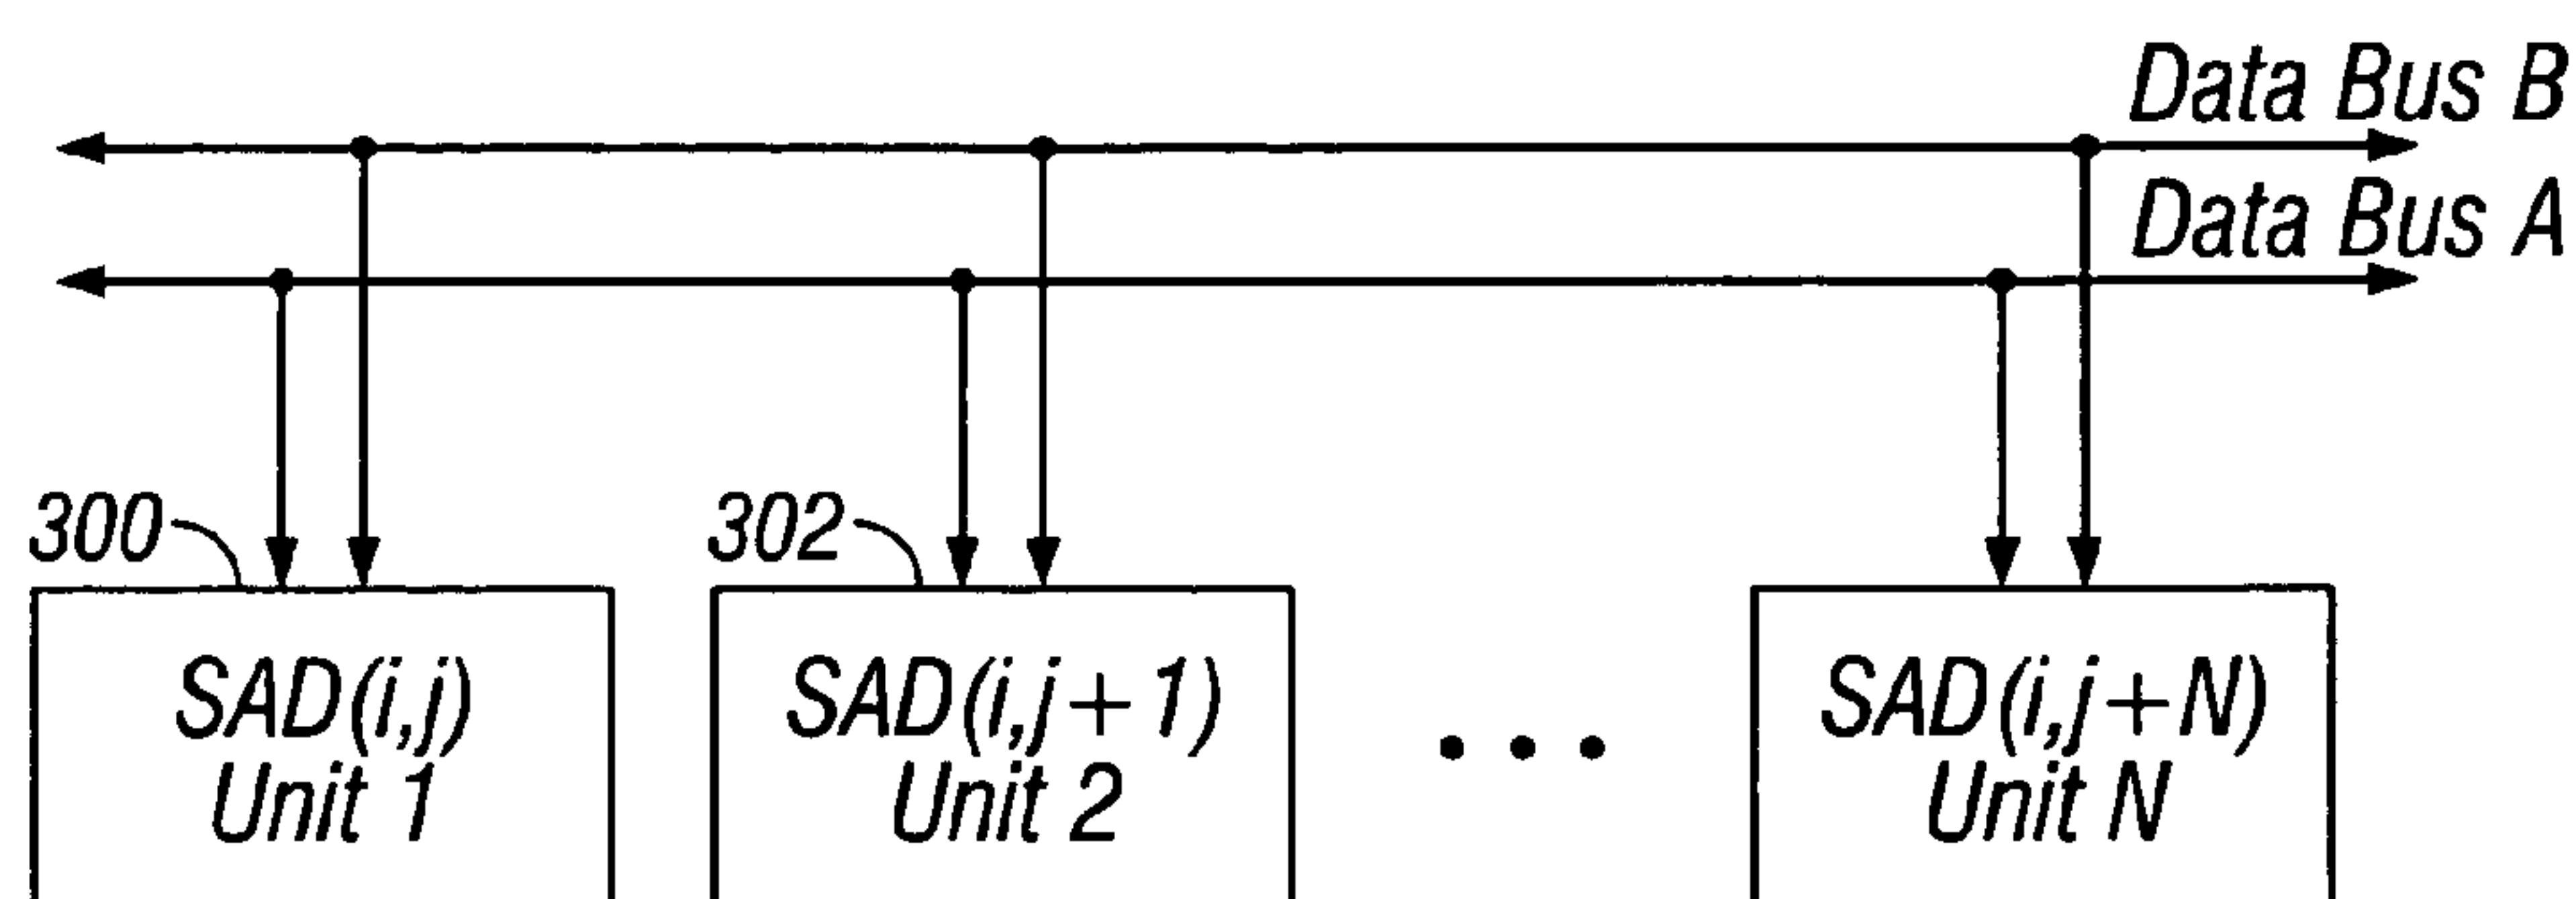 Data Bus B
Data Bus A
300
302
SAD(i,j)
Unit 1
SAD(i,j+1)
Unit 2
SAD(i,j+N)
Unit N